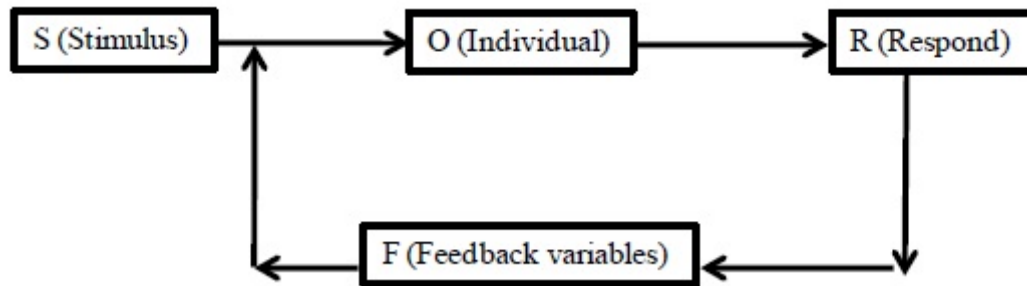 S (Stimulus)
O (Individual)
R (Respond)
F (Feedback variables)